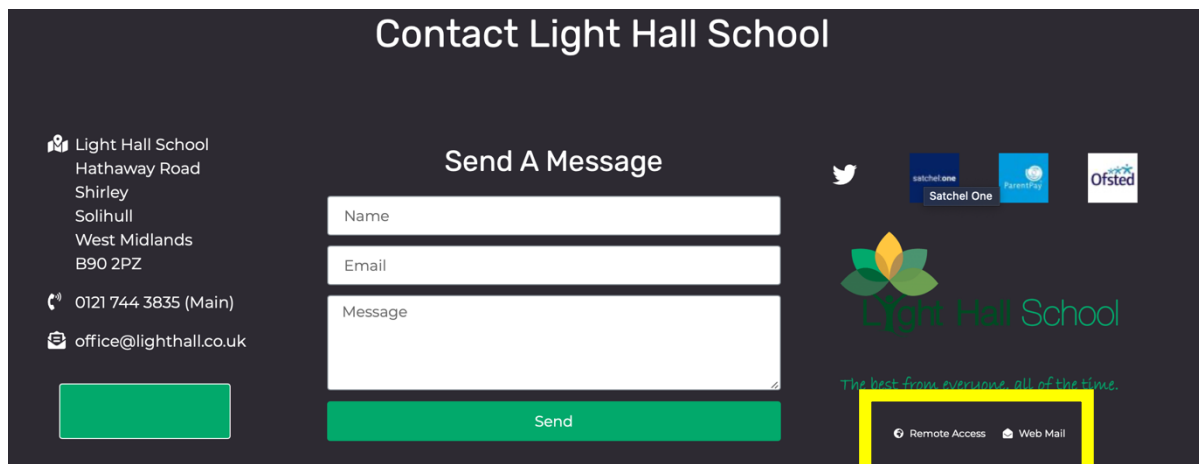 Contact Light Hall School
Light Hall School
Hathaway Road
Shirley
Solihull
West Midlands
B90 2PZ
0121 744 3835 (Main)
office@lighthall.co.uk
Send A Message
Name
Email
Message
Send
satchel:one
ParentPay
Ofsted
Satchel One
Light Hall School
The best from everyone, all of the time.
Remote Access
Web Mail